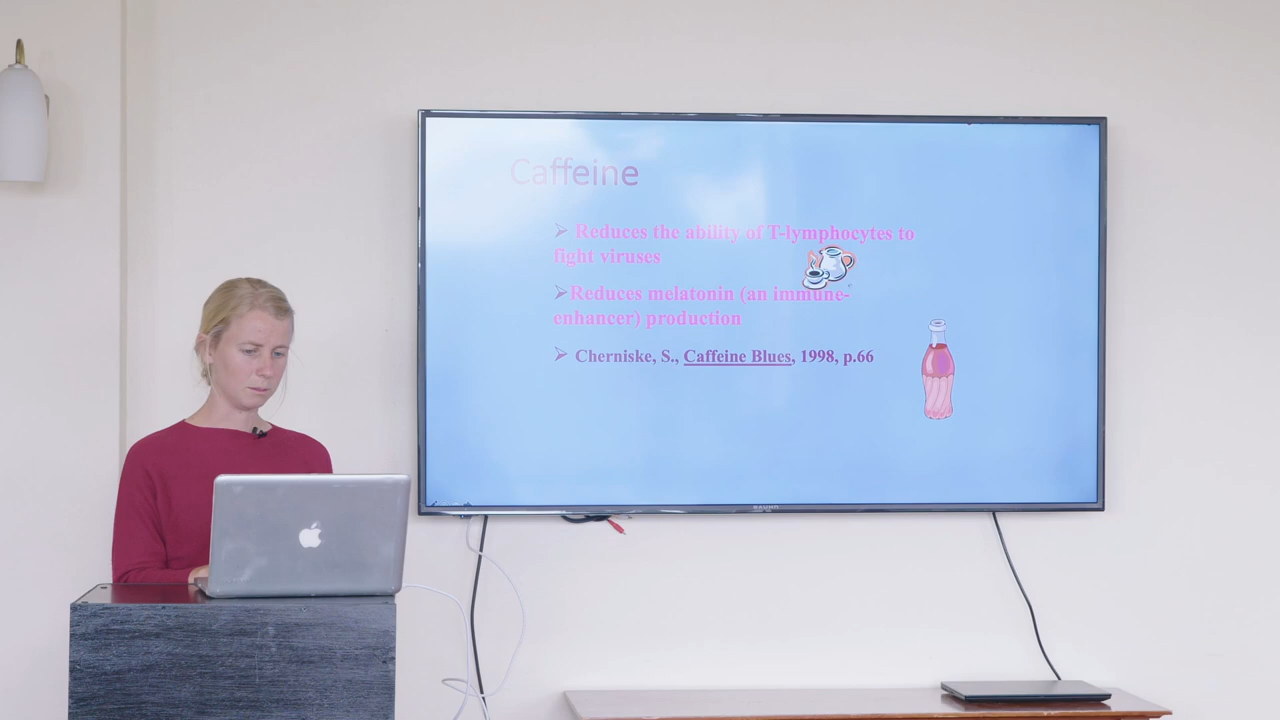 Caffeine
➢ Reduces the ability of T-lymphocytes to
fight viruses
➢Reduces melatonin (an immune-
enhancer) production
➢ Cherniske, S., Caffeine Blues, 1998, p.66